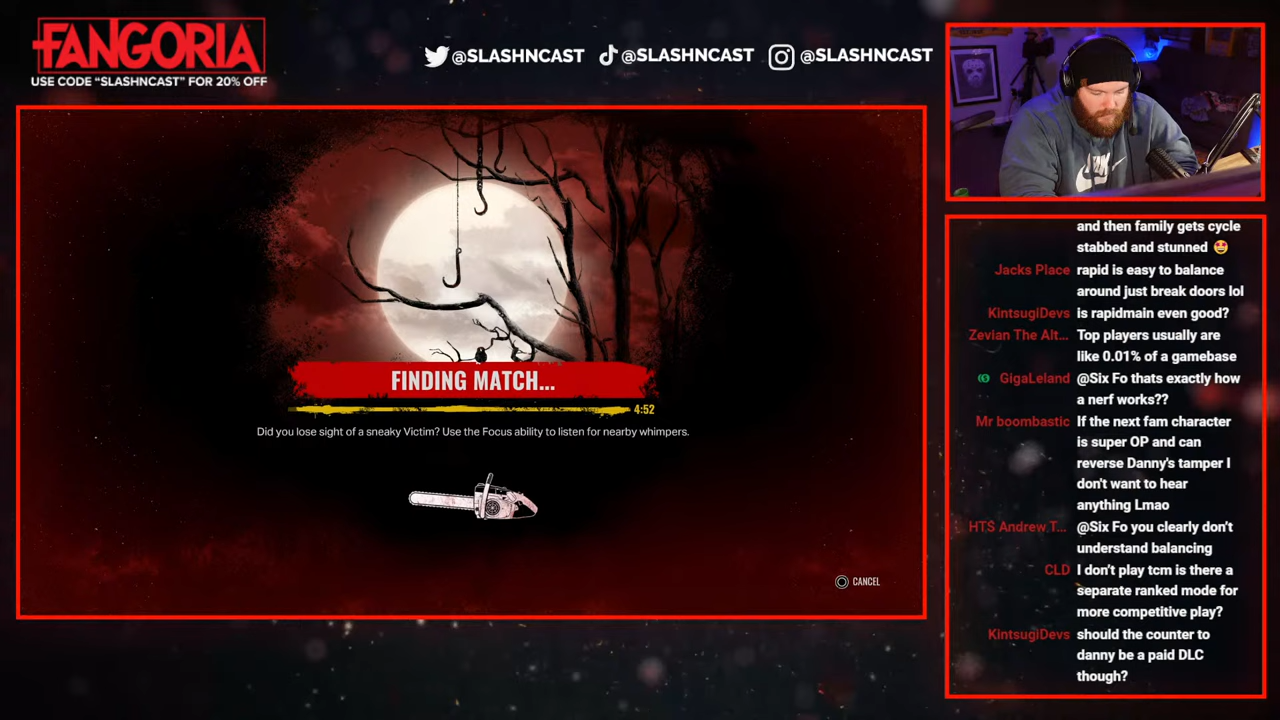 FANGORIA
USE CODE “SLASHNCAST” FOR 20% OFF
@SLASHNCAST @SLASHNCAST @SLASHNCAST
FINDING MATCH...
4:52
Did you lose sight of a sneaky Victim? Use the Focus ability to listen for nearby whimpers.
CANCEL
and then family gets cycle
stabbed and stunned 🤩
Jacks Place rapid is easy to balance
around just break doors lol
KintsugiDevs is rapidmain even good?
Zevian The Alt... Top players usually are
like 0.01% of a gamebase
GigaLeland @Six Fo thats exactly how
a nerf works??
Mr boombastic If the next fam character
is super OP and can
reverse Danny's tamper I
don't want to hear
anything Lmao
HTS Andrew T... @Six Fo you clearly don’t
understand balancing
CLD I don’t play tcm is there a
separate ranked mode for
more competitive play?
KintsugiDevs should the counter to
danny be a paid DLC
though?